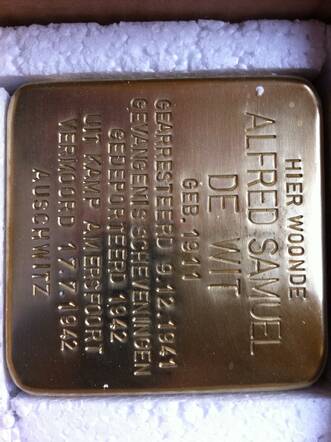 HIER WOONDE
ALFRED SAMUEL
DE WIT
GEB. 1911
GEARRESTEERD 9.12.1941
GEVANGENIS SCHEVENINGEN
GEDEPORTEERD 1942
UIT KAMP AMERSFOORT
VERMOORD 17.7.1942
AUSCHWITZ